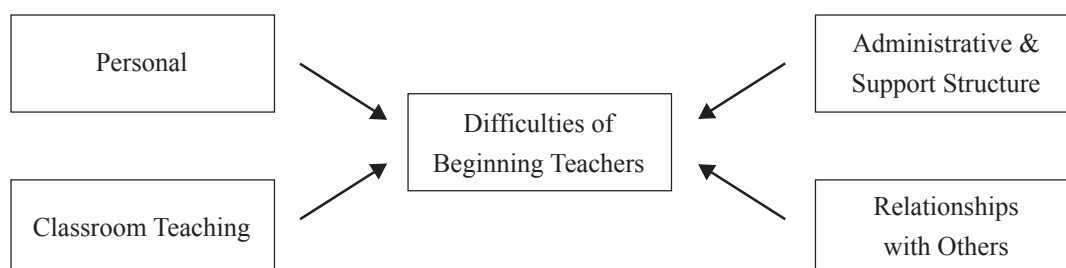 Personal
Administrative &
Support Structure
Difficulties of
Beginning Teachers
Classroom Teaching
Relationships
with Others